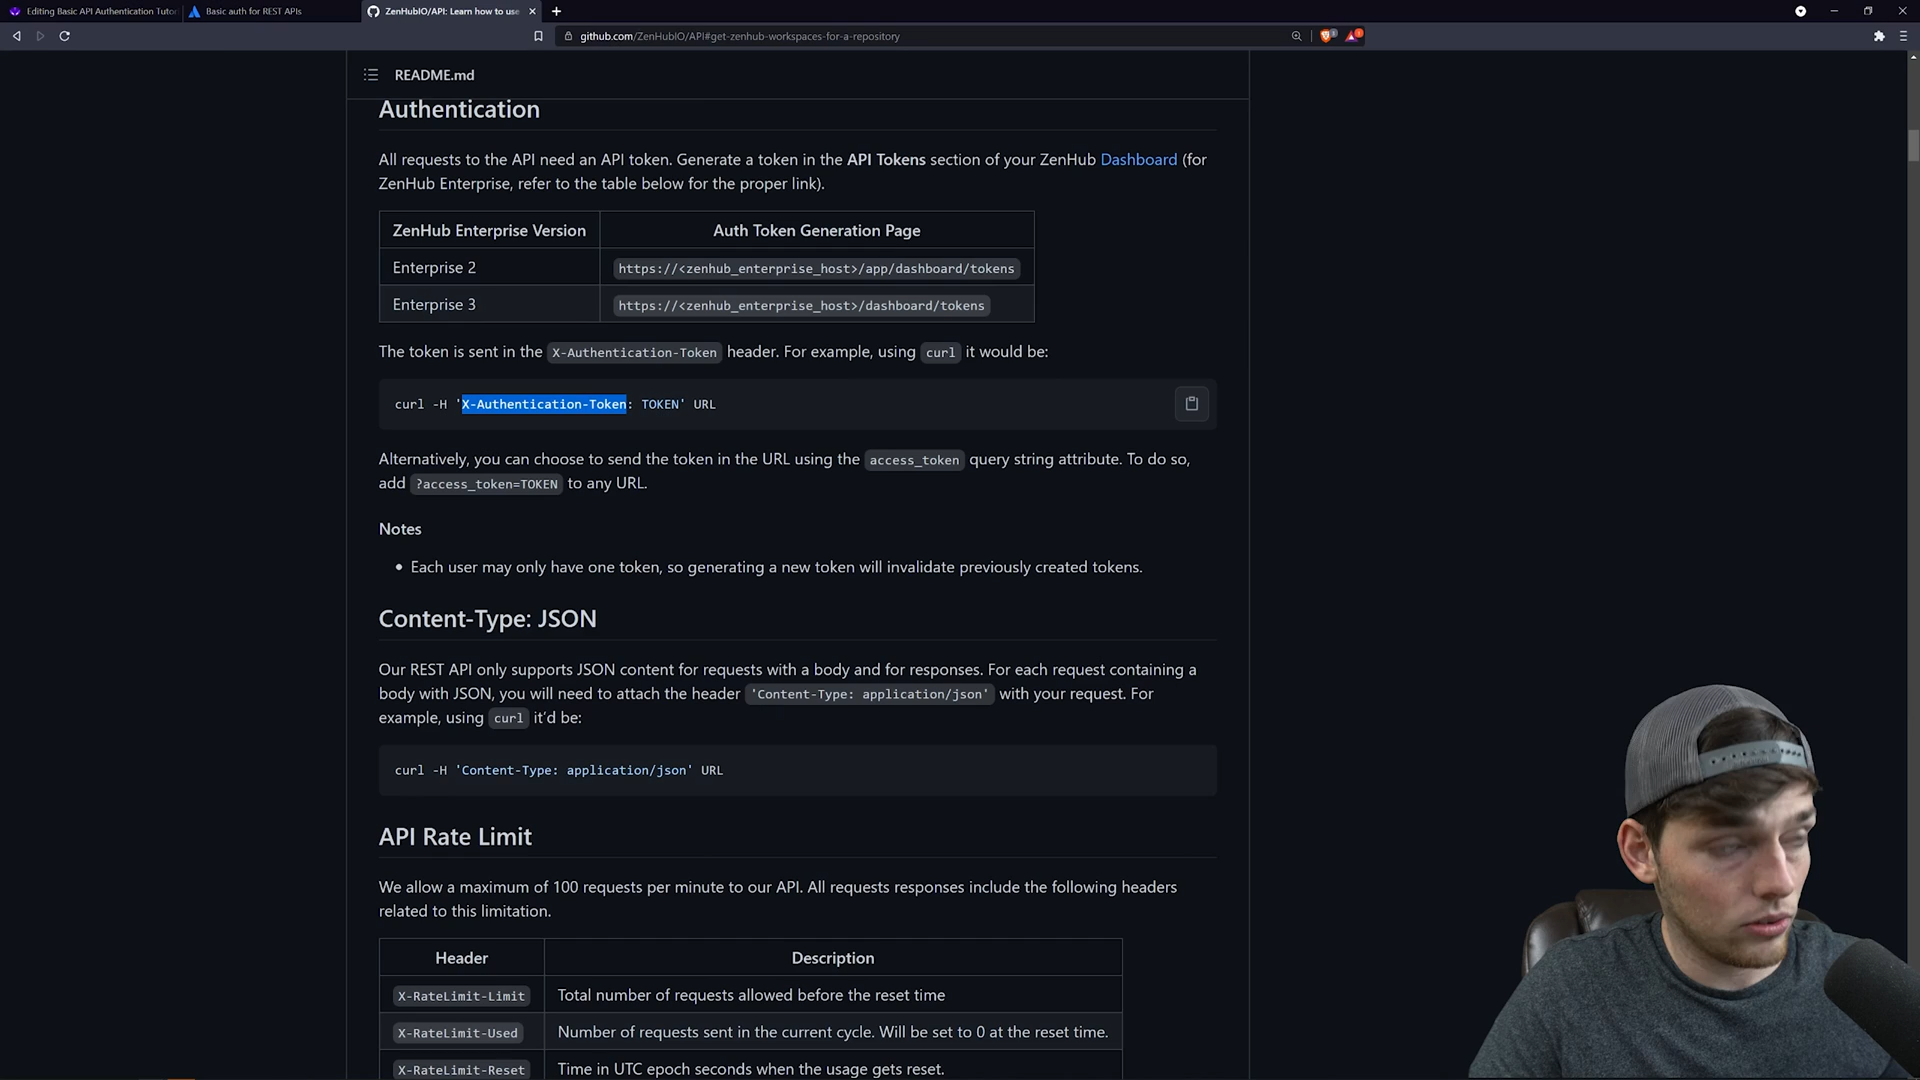 Editing Basic API Authentication Tutor
Basic auth for REST APIs
ZenHubIO/API: Learn how to use
github.com/ZenHubIO/API#get-zenhub-workspaces-for-a-repository
README.md
Authentication
All requests to the API need an API token. Generate a token in the API Tokens section of your ZenHub Dashboard (for
ZenHub Enterprise, refer to the table below for the proper link).
ZenHub Enterprise Version Auth Token Generation Page
Enterprise 2 https://<zenhub_enterprise_host>/app/dashboard/tokens
Enterprise 3 https://<zenhub_enterprise_host>/dashboard/tokens
The token is sent in the X-Authentication-Token header. For example, using curl it would be:
curl -H 'X-Authentication-Token: TOKEN' URL
Alternatively, you can choose to send the token in the URL using the access_token query string attribute. To do so,
add ?access_token=TOKEN to any URL.
Notes
• Each user may only have one token, so generating a new token will invalidate previously created tokens.
Content-Type: JSON
Our REST API only supports JSON content for requests with a body and for responses. For each request containing a
body with JSON, you will need to attach the header 'Content-Type: application/json' with your request. For
example, using curl it'd be:
curl -H 'Content-Type: application/json' URL
API Rate Limit
We allow a maximum of 100 requests per minute to our API. All requests responses include the following headers
related to this limitation.
Header Description
X-RateLimit-Limit Total number of requests allowed before the reset time
X-RateLimit-Used Number of requests sent in the current cycle. Will be set to 0 at the reset time.
X-RateLimit-Reset Time in UTC epoch seconds when the usage gets reset.